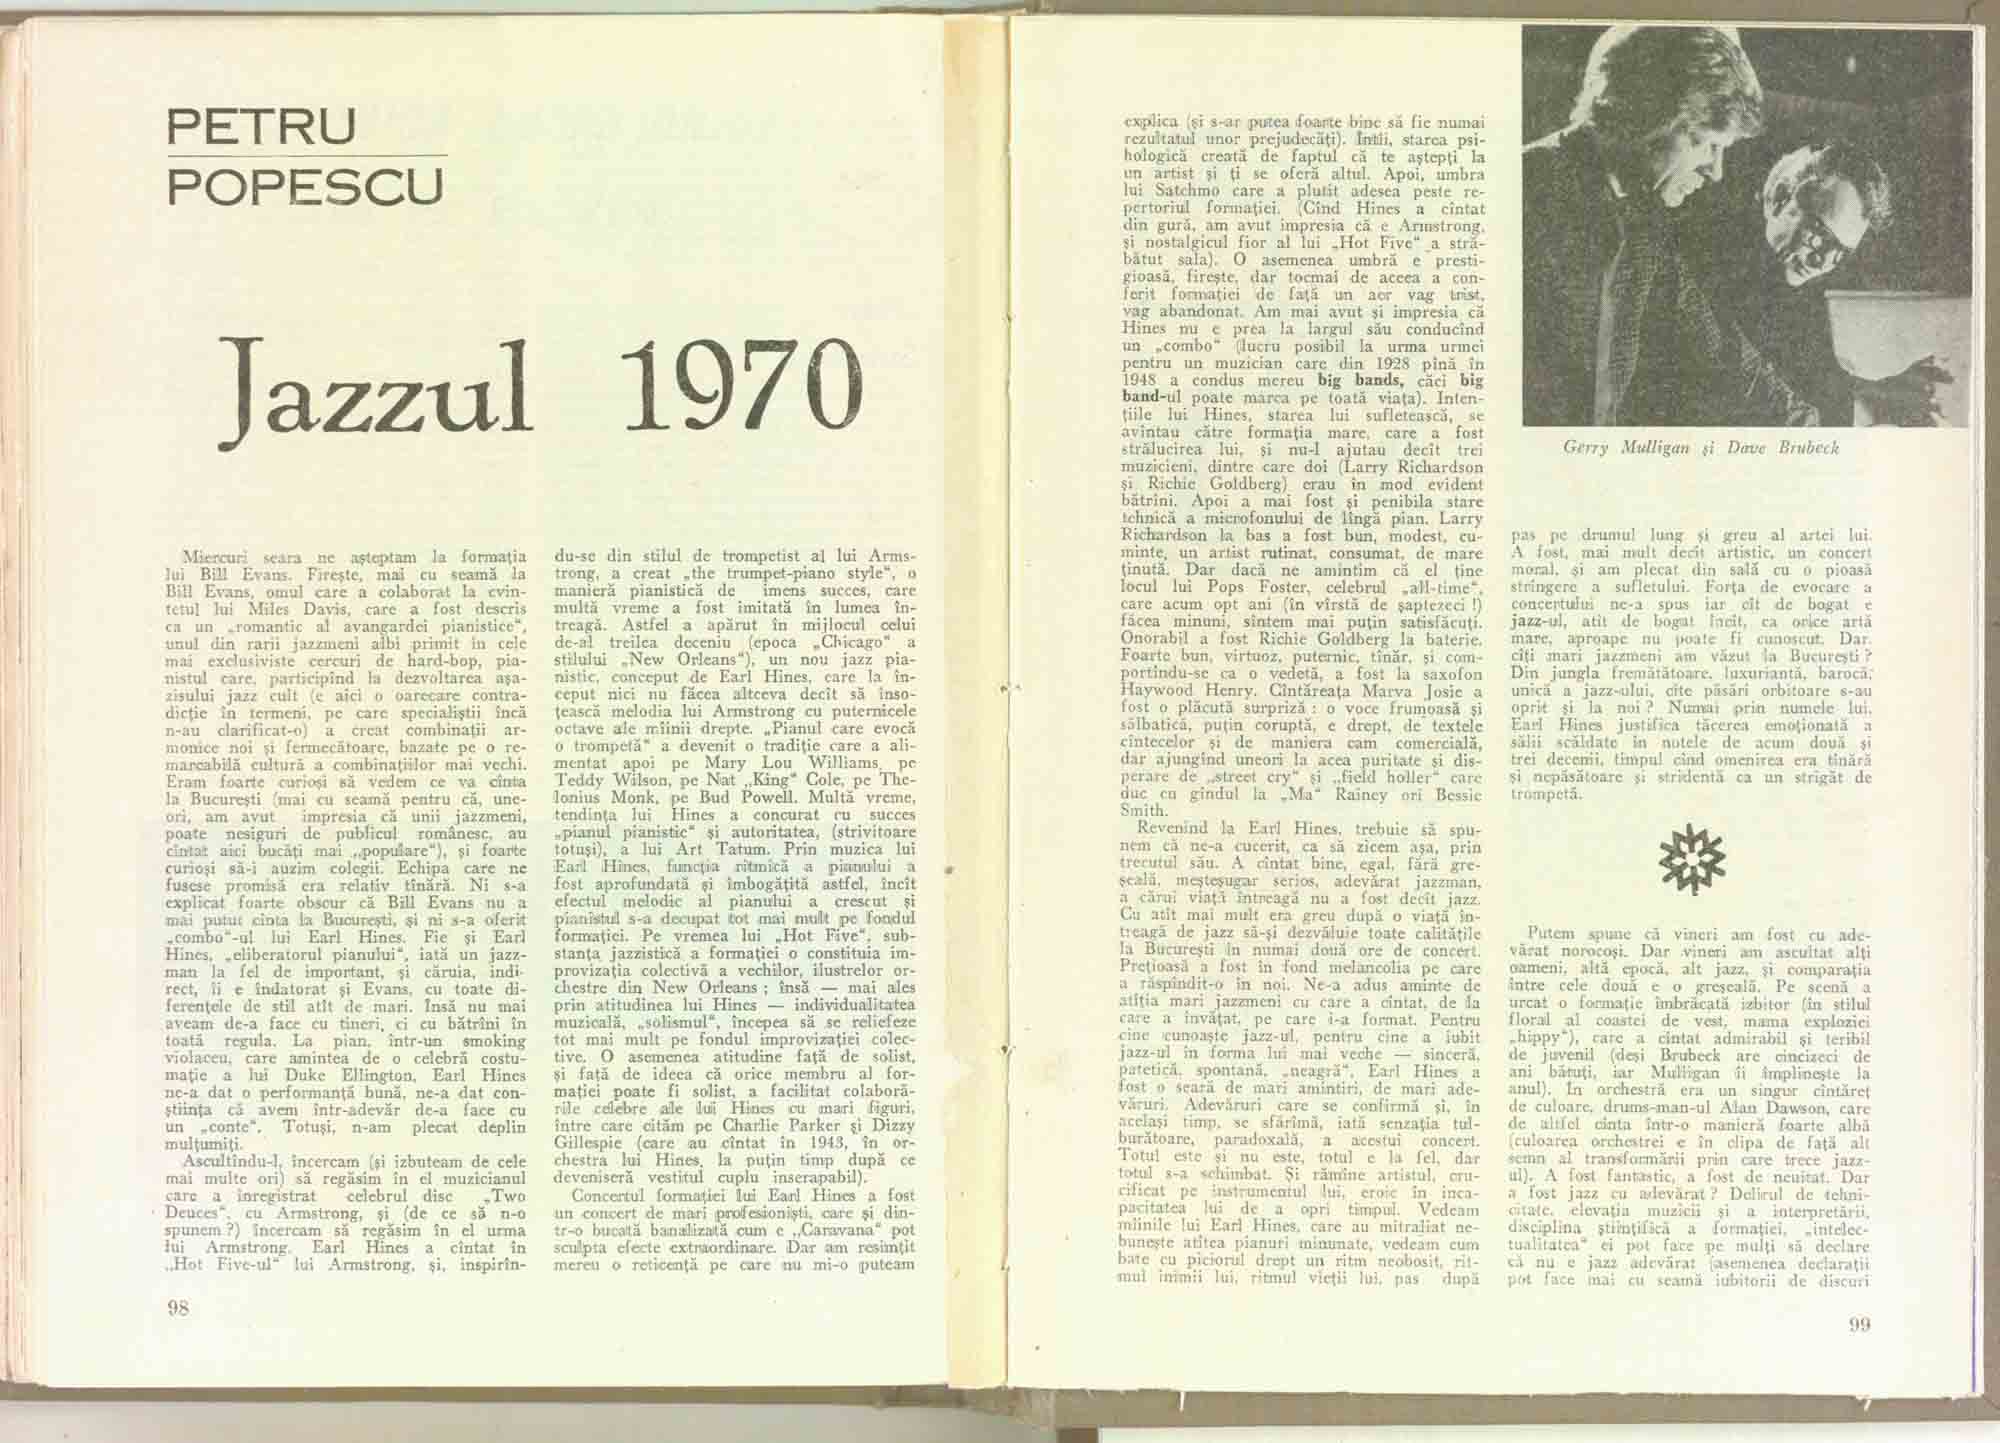 PETRU
POPESCU
Jazzul 1970
Miercuri seara ne așteptam la formația
lui Bill Evans. Firește, mai cu seamă la
Bill Evans, omul care a colaborat la cvin-
tetul lui Miles Davis, care a fost descris
ca un „romantic al avangardei pianistice“,
unul din rarii jazzmeni albi primit în cele
mai exclusiviste cercuri de hard-bop, pia-
nistul care, participînd la dezvoltarea așa-
zisului jazz cult (e aici o oarecare contra-
dicție în termeni, pe care specialiștii încă
n-au clarificat-o) a creat combinații ar-
monice noi și fermecătoare, bazate pe o re-
marcabilă cultură a combinațiilor mai vechi.
Eram foarte curioși să vedem ce va cînta
la București (mai cu seamă pentru că, une-
ori, am avut impresia că unii jazzmeni,
poate nesiguri de publicul românesc, au
cîntat aici bucăți mai „populare“), și foarte
curioși să-i auzim colegii. Echipa care ne
fusese promisă era relativ tînără. Ni s-a
explicat foarte obscur că Bill Evans nu a
mai putut cînta la București, și ni s-a oferit
„combo“-ul lui Earl Hines. Fie și Earl
Hines, „eliberatorul pianului“, iată un jazz-
man la fel de important, și căruia, indi-
rect, îi e îndatorat și Evans, cu toate di-
ferențele de stil atît de mari. Însă nu mai
aveam de-a face cu tineri, ci cu bătrîni în
toată regula. La pian, într-un smoking
violaceu, care amintea de o celebră costu-
mație a lui Duke Ellington, Earl Hines
ne-a dat o performanță bună, ne-a dat con-
știința că avem într-adevăr de-a face cu
un „conte“. Totuși, n-am plecat deplin
mulțumiți.
Ascultîndu-l, încercam (și izbuteam de cele
mai multe ori) să regăsim în el muzicianul
care a înregistrat celebrul disc „Two
Deuces“, cu Armstrong, și (de ce să n-o
spunem?) încercam să regăsim în el urma
lui Armstrong. Earl Hines a cîntat în
„Hot Five-ul“ lui Armstrong, și, inspirîn-
du-se din stilul de trompetist al lui Arms-
trong, a creat „the trumpet-piano style“, o
manieră pianistică de imens succes, care
multă vreme a fost imitată în lumea în-
treagă. Astfel a apărut în mijlocul celui
de-al treilea deceniu (epoca „Chicago“ a
stilului „New Orleans“), un nou jazz pia-
nistic, conceput de Earl Hines, care la în-
ceput nici nu făcea altceva decît să înso-
țească melodia lui Armstrong cu puternicele
octave ale mîinii drepte. „Pianul care evocă
o trompetă“ a devenit o tradiție care a ali-
mentat apoi pe Mary Lou Williams, pe
Teddy Wilson, pe Nat „King“ Cole, pe The-
lonius Monk, pe Bud Powell. Multă vreme,
tendința lui Hines a concurat cu succes
„pianul pianistic“ și autoritatea, (strivitoare
totuși), a lui Art Tatum. Prin muzica lui
Earl Hines, funcția ritmică a pianului a
fost aprofundată și îmbogățită astfel, încît
efectul melodic al pianului a crescut și
pianistul s-a decupat tot mai mult pe fondul
formației. Pe vremea lui „Hot Five“, sub-
stanța jazzistică a formației o constituia im-
provizația colectivă a vechilor, ilustrelor or-
chestre din New Orleans ; însă — mai ales
prin atitudinea lui Hines — individualitatea
muzicală, „solismul“, începea să se reliefeze
tot mai mult pe fondul improvizației colec-
tive. O asemenea atitudine față de solist,
și față de ideea că orice membru al for-
mației poate fi solist, a facilitat colaboră-
rile celebre ale lui Hines cu mari figuri,
între care cităm pe Charlie Parker și Dizzy
Gillespie (care au cîntat în 1943, în or-
chestra lui Hines, la puțin timp după ce
deveniseră vestitul cuplu inserapabil).
Concertul formației lui Earl Hines a fost
un concert de mari profesioniști, care și din-
tr-o bucată banalizată cum e „Caravana“ pot
sculpta efecte extraordinare. Dar am resimțit
mereu o reticență pe care nu mi-o puteam
98
explica (și s-ar putea foarte bine să fie numai
rezultatul unor prejudecăți). Întîi, starea psi-
hologică creată de faptul că te aștepți la
un artist și ți se oferă altul. Apoi, umbra
lui Satchmo care a plutit adesea peste re-
pertoriul formației. (Cînd Hines a cîntat
din gură, am avut impresia că e Armstrong,
și nostalgicul fior al lui „Hot Five“ a stră-
bătut sala). O asemenea umbră e presti-
gioasă, firește, dar tocmai de aceea a con-
ferit formației de față un aer vag trist,
vag abandonat. Am mai avut și impresia că
Hines nu e prea la largul său conducînd
un „combo“ (lucru posibil la urma urmei
pentru un muzician care din 1928 pînă în
1948 a condus mereu big bands, căci big
band-ul poate marca pe toată viața). Inten-
țiile lui Hines, starea lui sufletească, se
avîntau către formația mare, care a fost
strălucirea lui, și nu-l ajutau decît trei
muzicieni, dintre care doi (Larry Richardson
și Richie Goldberg) erau în mod evident
bătrîni. Apoi a mai fost și penibila stare
tehnică a microfonului de lîngă pian. Larry
Richardson la bas a fost bun, modest, cu-
minte, un artist rutinat, consumat, de mare
ținută. Dar dacă ne amintim că el ține
locul lui Pops Foster, celebrul „all-time“,
care acum opt ani (în vîrstă de șaptezeci !)
făcea minuni, sîntem mai puțin satisfăcuți.
Onorabil a fost Richie Goldberg la baterie.
Foarte bun, virtuoz, puternic, tînăr, și com-
portîndu-se ca o vedetă, a fost la saxofon
Haywood Henry. Cîntăreața Marva Josie a
fost o plăcută surpriză : o voce frumoasă și
sălbatică, puțin coruptă, e drept, de textele
cîntecelor și de maniera cam comercială,
dar ajungînd uneori la acea puritate și dis-
perare de „street cry“ și „field holler“ care
duc cu gîndul la „Ma“ Rainey ori Bessie
Smith.
Revenind la Earl Hines, trebuie să spu-
nem că ne-a cucerit, ca să zicem așa, prin
trecutul său. A cîntat bine, egal, fără gre-
șeală, meșteșugar serios, adevărat jazzman,
a cărui viață întreagă nu a fost decît jazz.
Cu atît mai mult era greu după o viață în-
treagă de jazz să-și dezvăluie toate calitățile
la București în numai două ore de concert.
Prețioasă a fost în fond melancolia pe care
a răspîndit-o în noi. Ne-a adus aminte de
atîția mari jazzmeni cu care a cîntat, de la
care a învățat, pe care i-a format. Pentru
cine cunoaște jazz-ul, pentru cine a iubit
jazz-ul în forma lui mai veche — sinceră,
patetică, spontană, „neagră“, Earl Hines a
fost o seară de mari amintiri, de mari ade-
văruri. Adevăruri care se confirmă și, în
același timp, se sfărîmă, iată senzația tul-
burătoare, paradoxală, a acestui concert.
Totul este și nu este, totul e la fel, dar
totul s-a schimbat. Și rămîne artistul, cru-
cificat pe instrumentul lui, eroic în inca-
pacitatea lui de a opri timpul. Vedeam
mîinile lui Earl Hines, care au mitraliat ne-
bunește atîtea pianuri minunate, vedeam cum
bate cu piciorul drept un ritm neobosit, rit-
mul inimii lui, ritmul vieții lui, pas după
Gerry Mulligan și Dave Brubeck
pas pe drumul lung și greu al artei lui.
A fost, mai mult decît artistic, un concert
moral, și am plecat din sală cu o pioasă
strîngere a sufletului. Forța de evocare a
concertului ne-a spus iar cît de bogat e
jazz-ul, atît de bogat încît, ca orice artă
mare, aproape nu poate fi cunoscut. Dar,
cîți mari jazzmeni am văzut la București ?
Din jungla fremătătoare, luxuriantă, barocă,
unică a jazz-ului, cîte păsări orbitoare s-au
oprit și la noi ? Numai prin numele lui,
Earl Hines justifica tăcerea emoționată a
sălii scăldate în notele de acum două și
trei decenii, timpul cînd omenirea era tînără
și nepăsătoare și stridentă ca un strigăt de
trompetă.
Putem spune că vineri am fost cu ade-
vărat norocoși. Dar vineri am ascultat alți
oameni, altă epocă, alt jazz, și comparația
între cele două e o greșeală. Pe scenă a
urcat o formație îmbrăcată izbitor (în stilul
floral al coastei de vest, mama exploziei
„hippy“), care a cîntat admirabil și teribil
de juvenil (deși Brubeck are cincizeci de
ani bătuți, iar Mulligan îi împlinește la
anul). În orchestră era un singur cîntăreț
de culoare, drums-man-ul Alan Dawson, care
de altfel cînta într-o manieră foarte albă
(culoarea orchestrei e în clipa de față alt
semn al transformării prin care trece jazz-
ul). A fost fantastic, a fost de neuitat. Dar
a fost jazz cu adevărat ? Delirul de tehni-
citate, elevația muzicii și a interpretării,
disciplina științifică a formației, „intelec-
tualitatea“ ei pot face pe mulți să declare
că nu e jazz adevărat (asemenea declarații
pot face mai cu seamă iubitorii de discuri
99